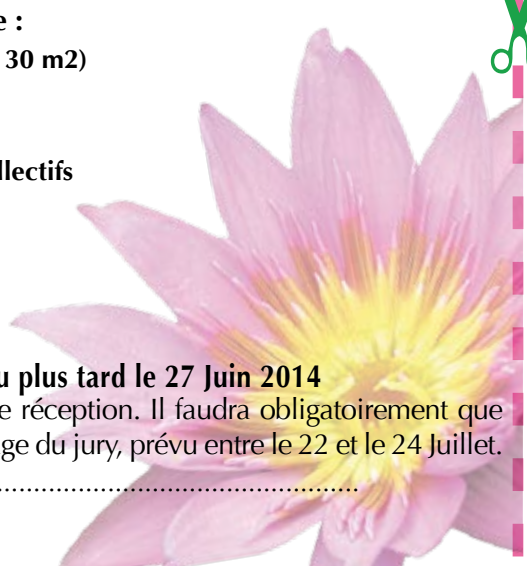 e :
30 m2)
llectifs
u plus tard le 27 Juin 2014
e réception. Il faudra obligatoirement que
ge du jury, prévu entre le 22 et le 24 Juillet.
................................................................